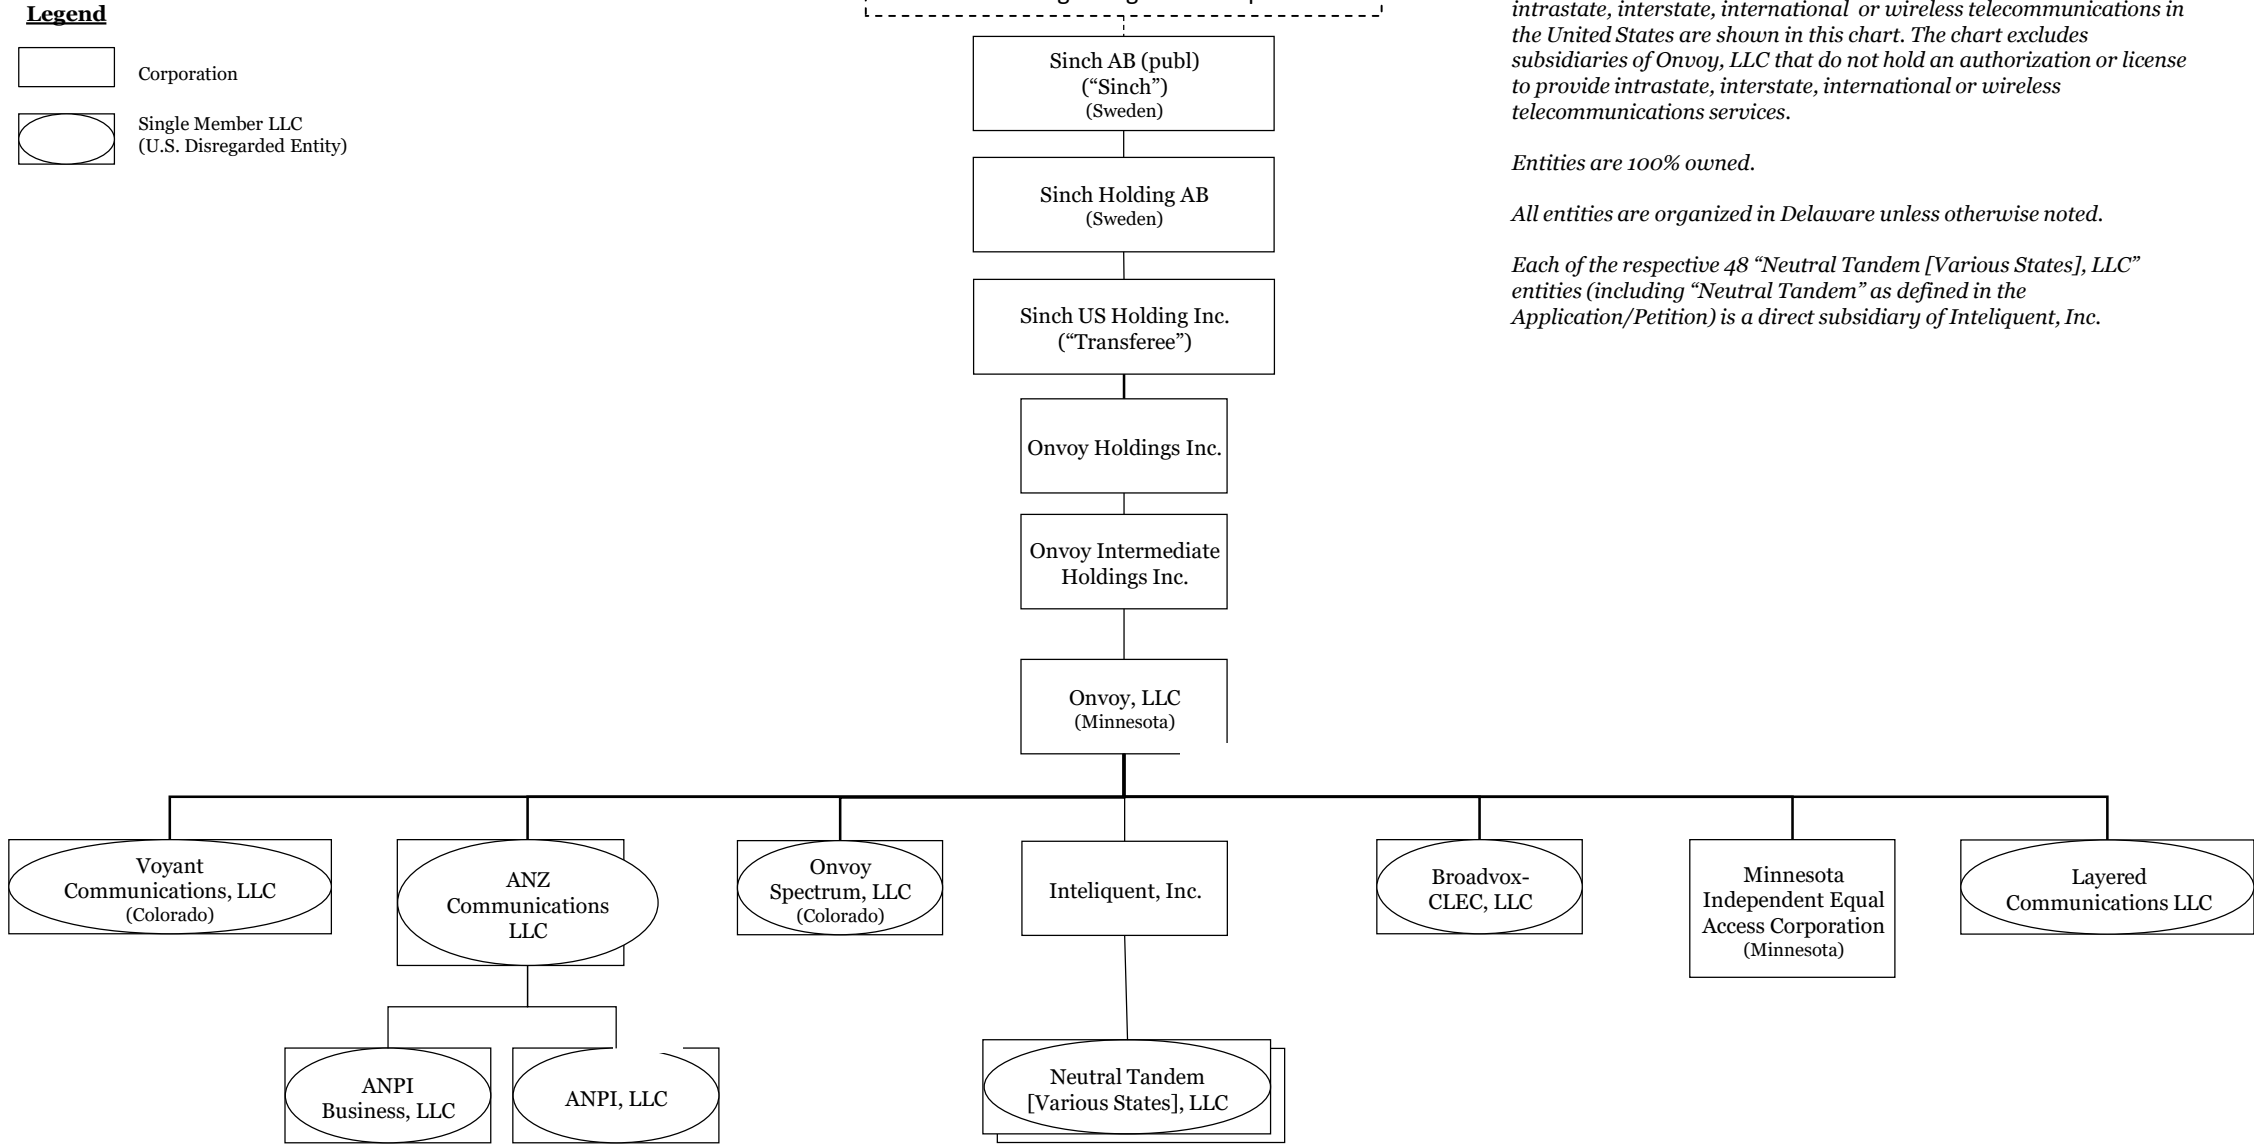 Legend
Corporation
Single Member LLC
(U.S. Disregarded Entity)
Sinch AB (publ)
(“Sinch”)
(Sweden)
Sinch Holding AB
(Sweden)
Sinch US Holding Inc.
(“Transferee”)
Onvoy Holdings Inc.
Onvoy Intermediate
Holdings Inc.
Onvoy, LLC
(Minnesota)
intrastate, interstate, international or wireless telecommunications in
the United States are shown in this chart. The chart excludes
subsidiaries of Onvoy, LLC that do not hold an authorization or license
to provide intrastate, interstate, international or wireless
telecommunications services.
Entities are 100% owned.
All entities are organized in Delaware unless otherwise noted.
Each of the respective 48 “Neutral Tandem [Various States], LLC”
entities (including “Neutral Tandem” as defined in the
Application/Petition) is a direct subsidiary of Inteliquent, Inc.
Voyant
Communications, LLC
(Colorado)
ANZ
Communications
LLC
Onvoy
Spectrum, LLC
(Colorado)
Inteliquent, Inc.
Broadvox-
CLEC, LLC
Minnesota
Independent Equal
Access Corporation
(Minnesota)
Layered
Communications LLC
ANPI
Business, LLC
ANPI, LLC
Neutral Tandem
[Various States], LLC